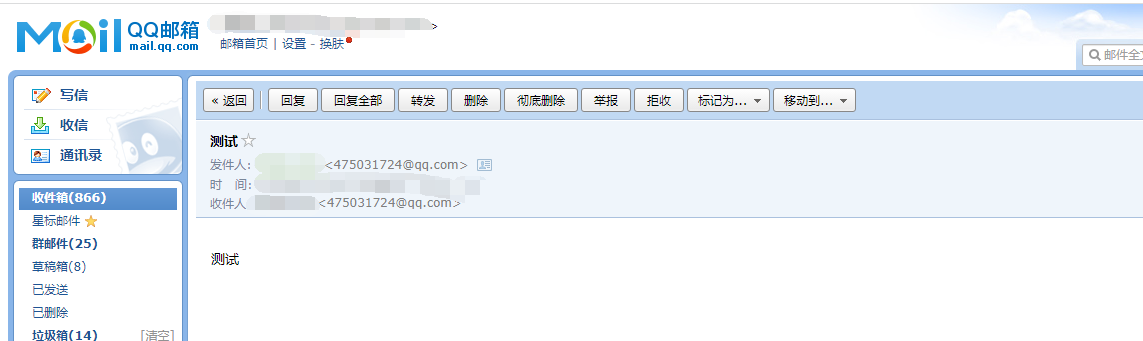 Mail QQ邮箱
mail.qq.com
>
邮箱首页 | 设置 - 换肤
邮件全文
写信
收信
通讯录
« 返回 回复 回复全部 转发 删除 彻底删除 举报 拒收 标记为... 移动到...
测试
发件人: <475031724@qq.com>
时 间:
收件人 <475031724@qq.com>
测试
收件箱(866)
星标邮件
群邮件(25)
草稿箱(8)
已发送
已删除
垃圾箱(14) [清空]